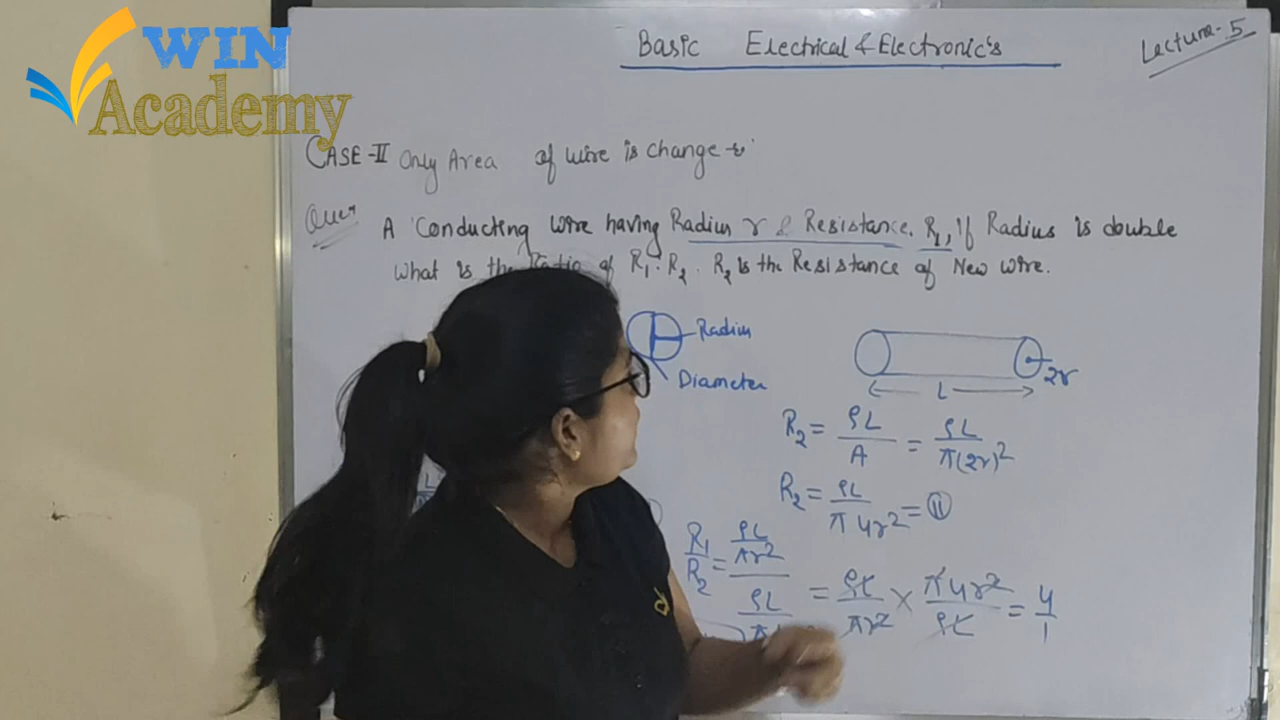 WIN
Academy
Basic Electrical & Electronic's
Lecture-5
CASE-II Only Area of wire is change
Ques
A Conducting wire having Radius r & Resistance. R1, If Radius is double
What is the Ratio of R1:R2. R2 is the Resistance of New wire.
Radius
Diameter
2r
L
R2 = ρL/A = ρL/π(2r)²
R2 = ρL/π4r² = II
R1/R2 = ρL/πr² / ρL = ρL/πr² × π4r²/ρL = 4/1